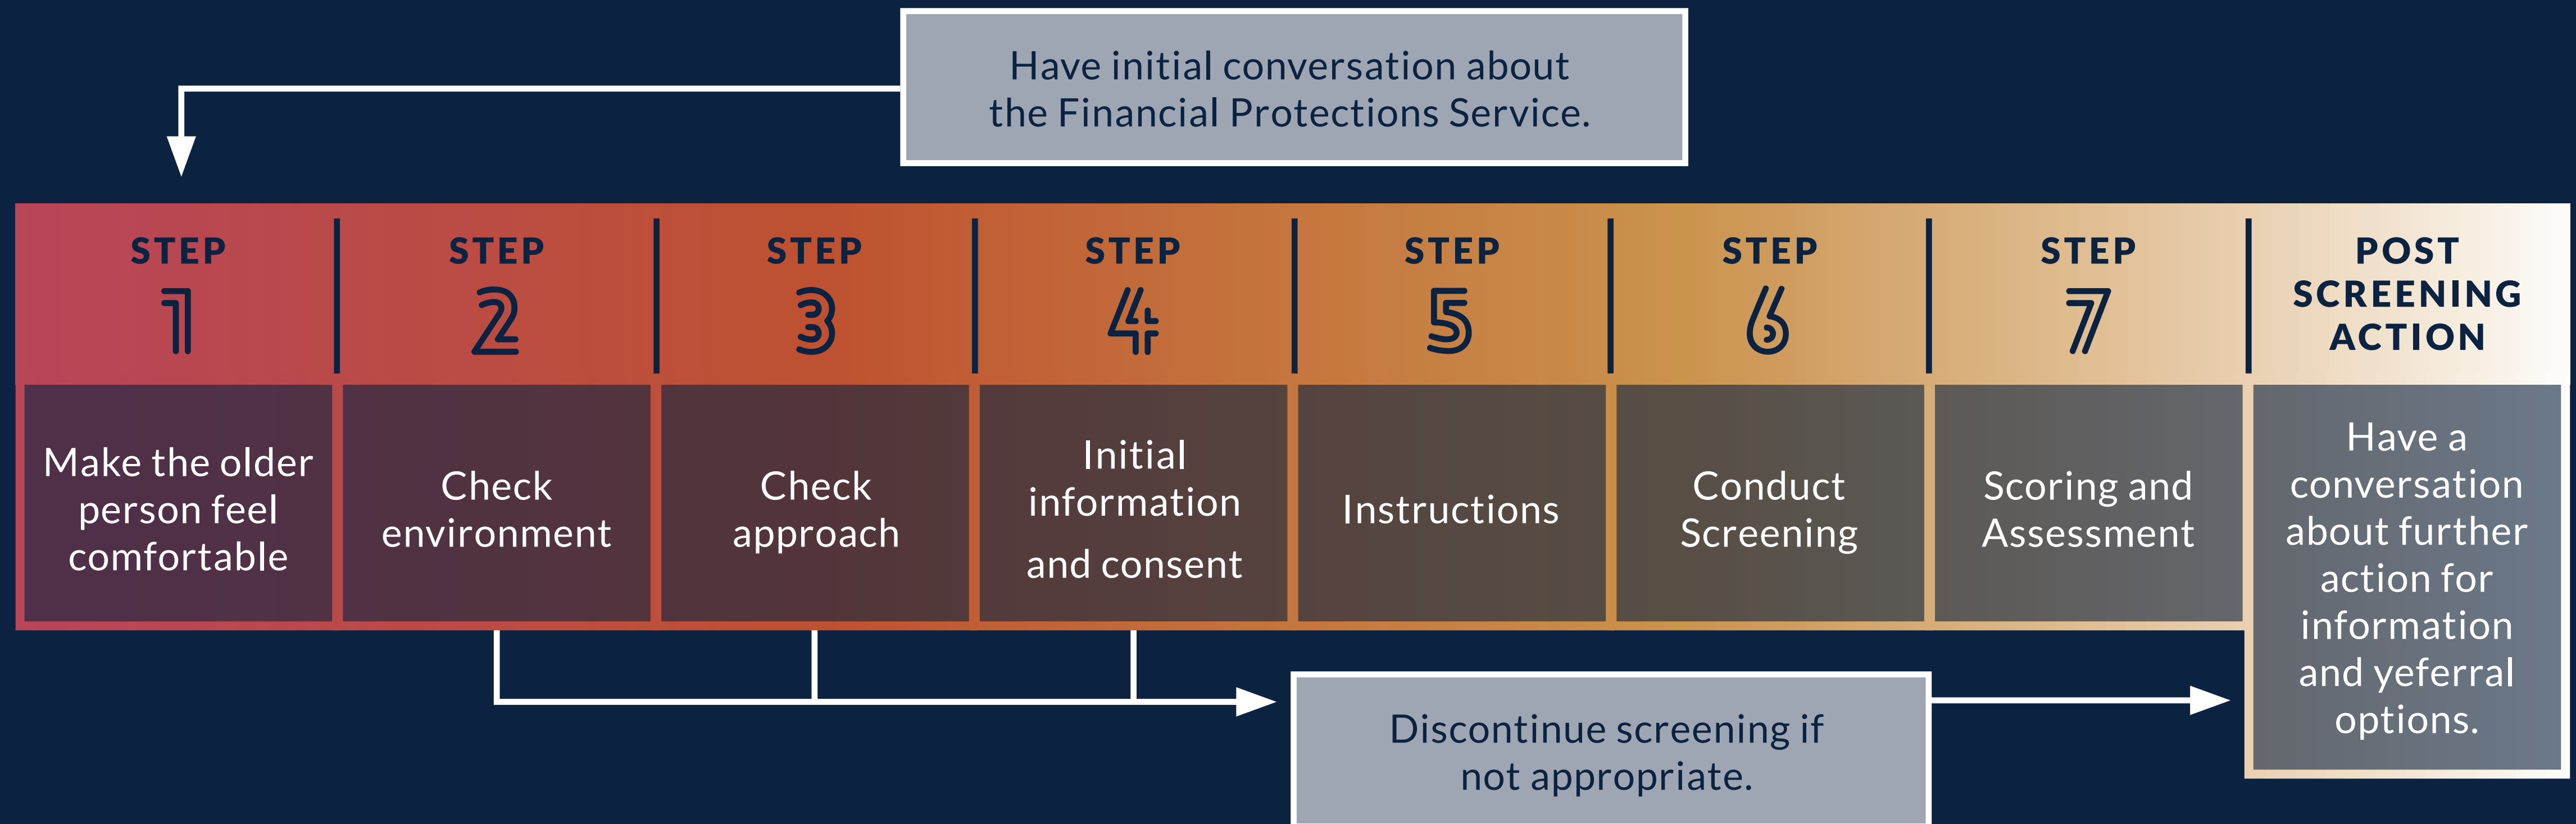 Have initial conversation about
the Financial Protections Service.
STEP
1
Make the older
person feel
comfortable
STEP
2
Check
environment
STEP
3
Check
approach
STEP
4
Initial
information
and consent
STEP
5
Instructions
STEP
6
Conduct
Screening
STEP
7
Scoring and
Assessment
POST
SCREENING
ACTION
Have a
conversation
about further
action for
information
and yeferral
options.
Discontinue screening if
not appropriate.